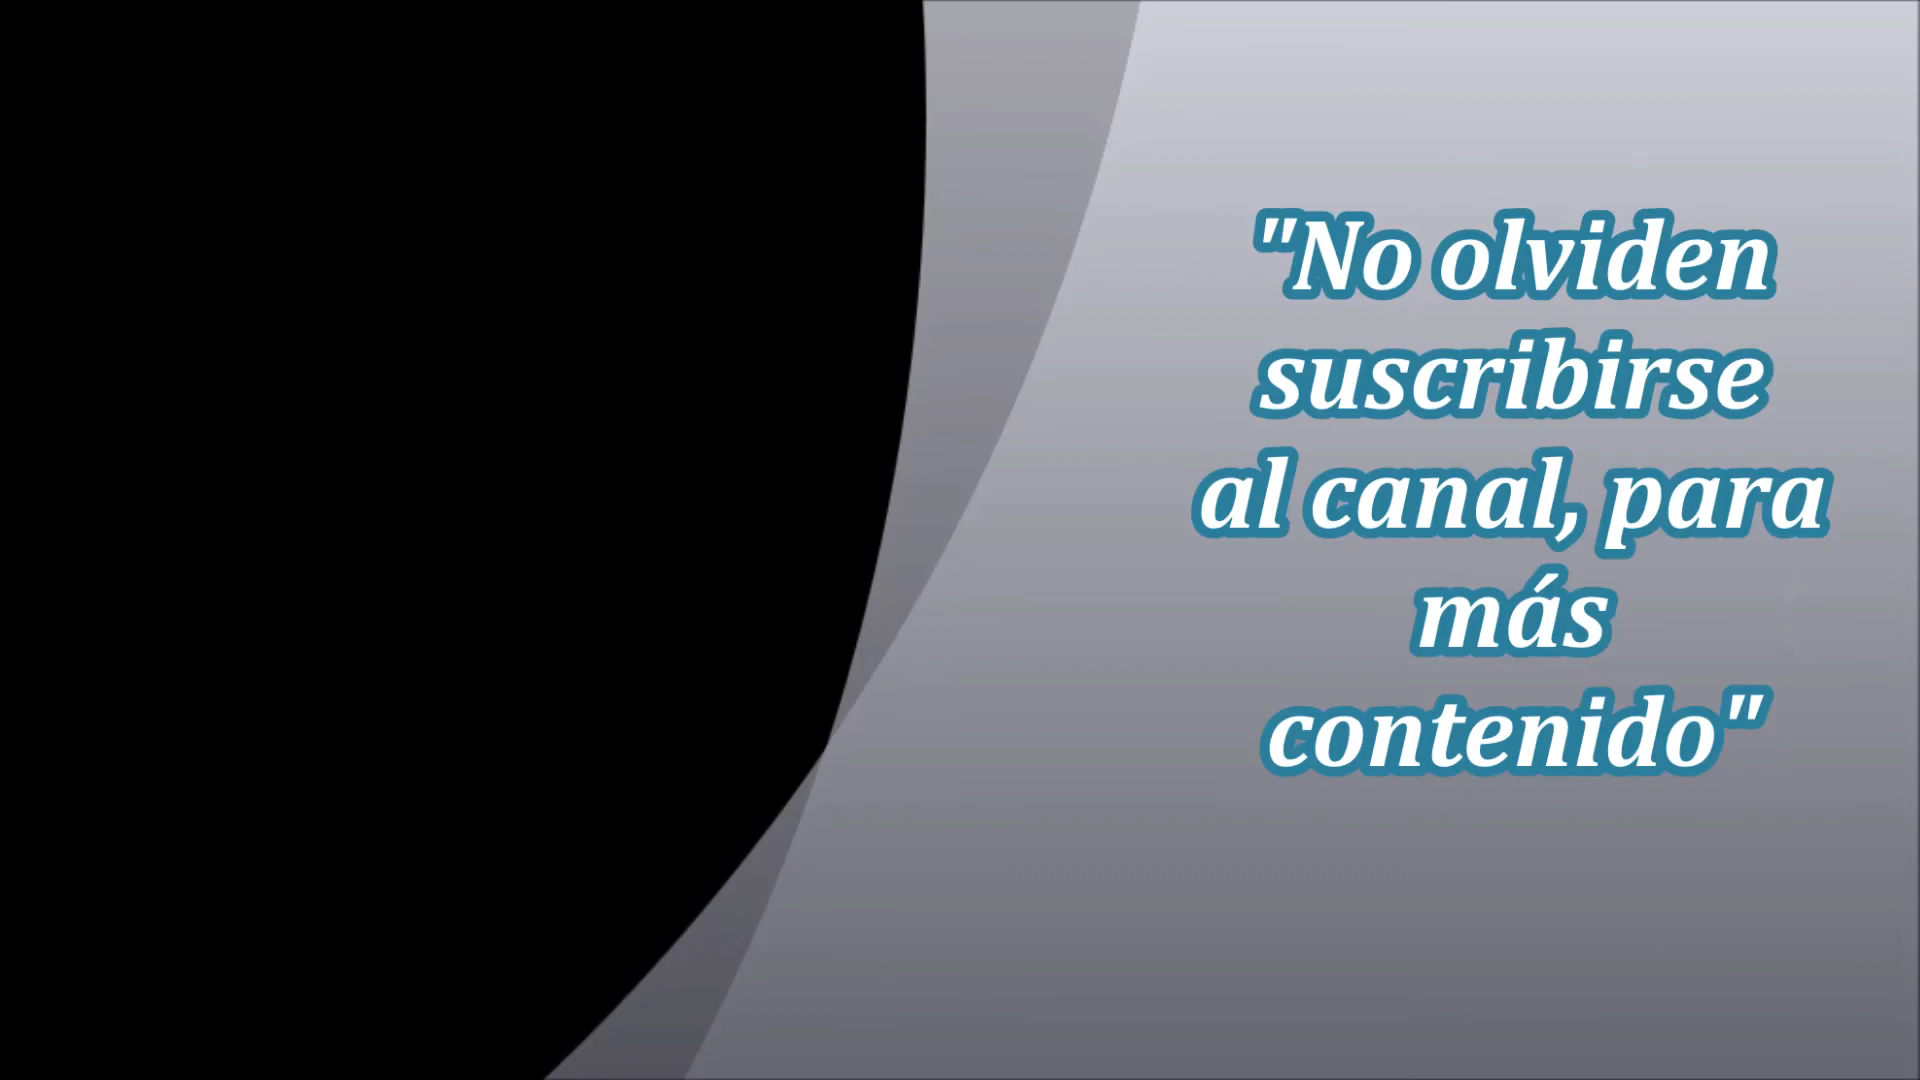 "No olviden
suscribirse
al canal, para
más
contenido"